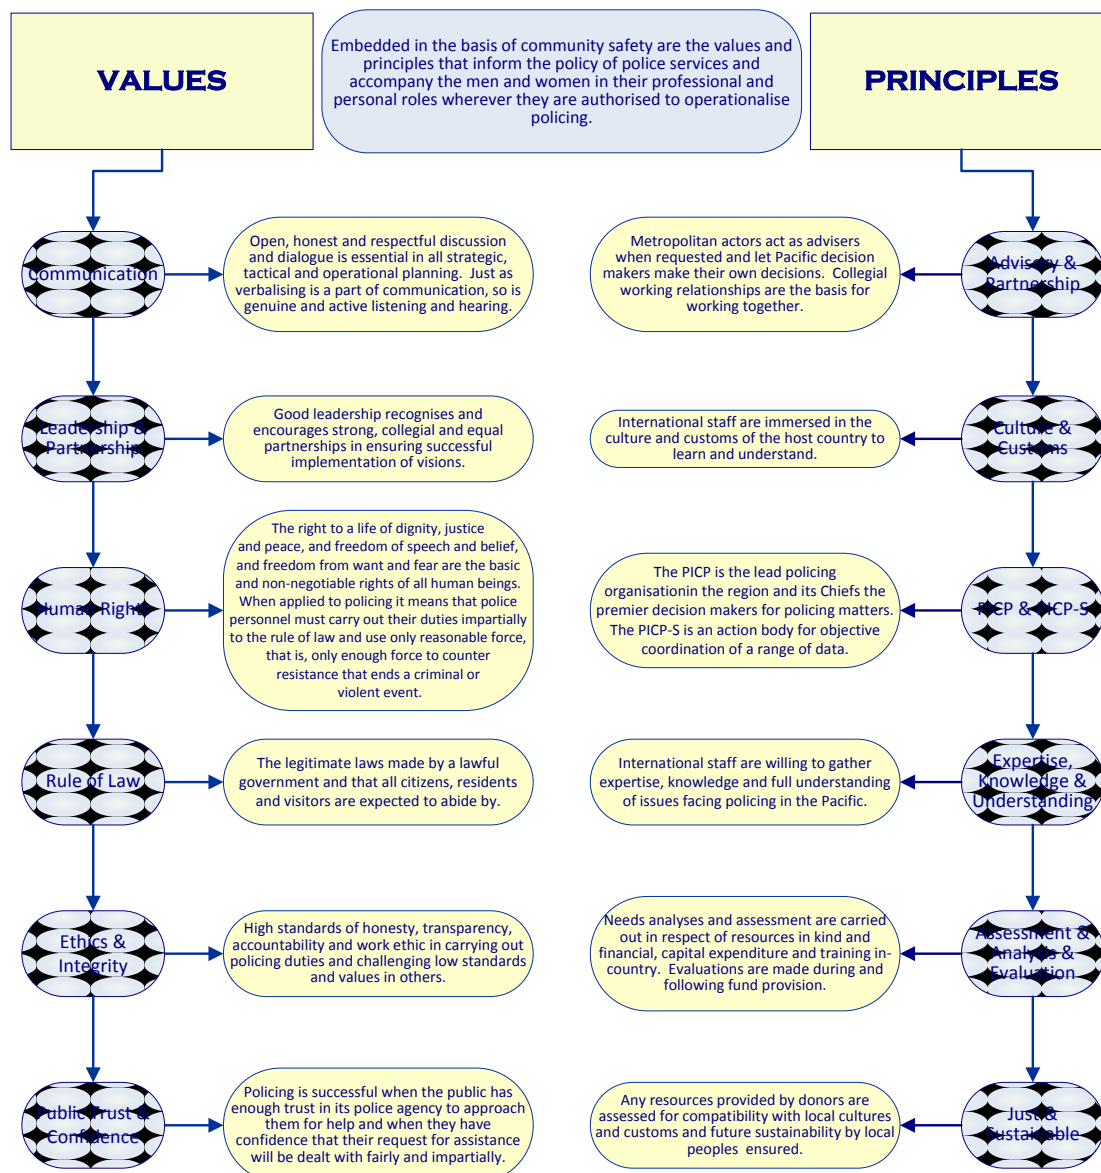 VALUES
Embedded in the basis of community safety are the values and
principles that inform the policy of police services and
accompany the men and women in their professional and
personal roles wherever they are authorised to operationalise
policing.
PRINCIPLES
Communication
Open, honest and respectful discussion
and dialogue is essential in all strategic,
tactical and operational planning.  Just as
verbalising is a part of communication, so is
genuine and active listening and hearing.
Metropolitan actors act as advisers
when requested and let Pacific decision
makers make their own decisions.  Collegial
working relationships are the basis for
working together.
Advisory &
Partnership
Leadership &
Partnership
Good leadership recognises and
encourages strong, collegial and equal
partnerships in ensuring successful
implementation of visions.
International staff are immersed in the
culture and customs of the host country to
learn and understand.
Culture &
Customs
Human Rights
The right to a life of dignity, justice
and peace, and freedom of speech and belief,
and freedom from want and fear are the basic
and non-negotiable rights of all human beings.
When applied to policing it means that police
personnel must carry out their duties impartially
to the rule of law and use only reasonable force,
that is, only enough force to counter
resistance that ends a criminal or
violent event.
The PICP is the lead policing
organisationin the region and its Chiefs the
premier decision makers for policing matters.
The PICP-S is an action body for objective
coordination of a range of data.
PICP & PICP-S
Rule of Law
The legitimate laws made by a lawful
government and that all citizens, residents
and visitors are expected to abide by.
International staff are willing to gather
expertise, knowledge and full understanding
of issues facing policing in the Pacific.
Expertise,
Knowledge &
Understanding
Ethics &
Integrity
High standards of honesty, transparency,
accountability and work ethic in carrying out
policing duties and challenging low standards
and values in others.
Needs analyses and assessment are carried
out in respect of resources in kind and
financial, capital expenditure and training in-
country.  Evaluations are made during and
following fund provision.
Assessment &
Analysis &
Evaluation
Public Trust &
Confidence
Policing is successful when the public has
enough trust in its police agency to approach
them for help and when they have
confidence that their request for assistance
will be dealt with fairly and impartially.
Any resources provided by donors are
assessed for compatibility with local cultures
and customs and future sustainability by local
peoples  ensured.
Just &
Sustainable